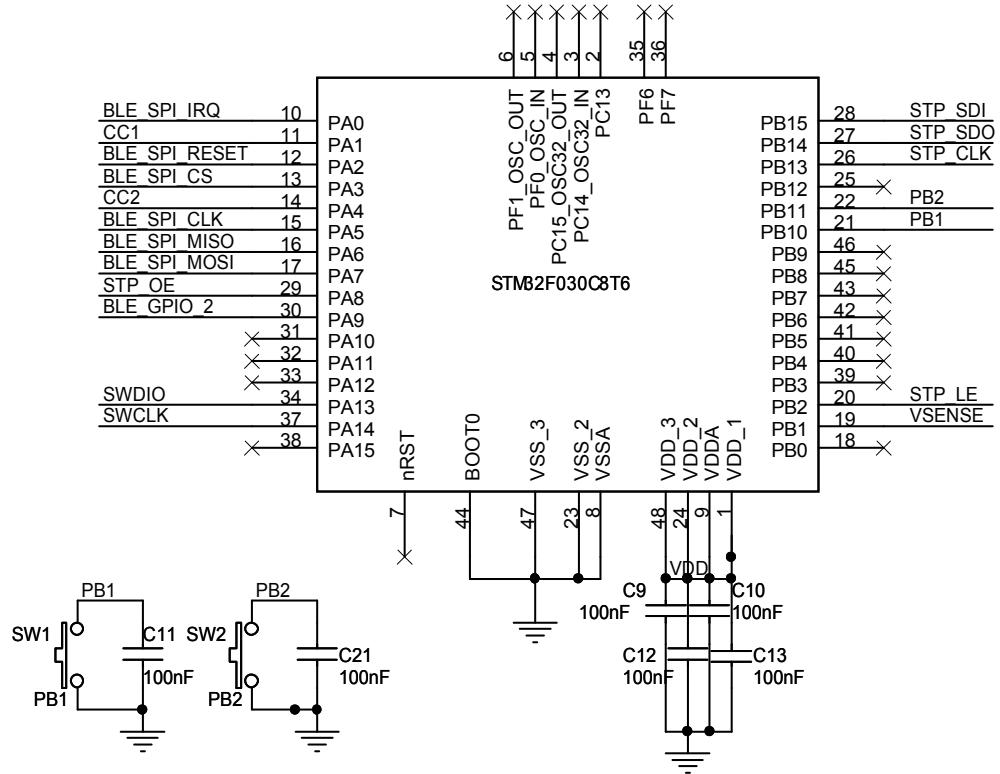 6 5 4 3 2 35 36
PF1_OSC_OUT
PF0_OSC_IN
PC15_OSC32_OUT
PC14_OSC32_IN
PC13
PF6
PF7
BLE_SPI_IRQ 10 PA0
CC1 11 PA1
BLE_SPI_RESET 12 PA2
BLE_SPI_CS 13 PA3
CC2 14 PA4
BLE_SPI_CLK 15 PA5
BLE_SPI_MISO 16 PA6
BLE_SPI_MOSI 17 PA7
STP_OE 29 PA8
BLE_GPIO_2 30 PA9
31 PA10
32 PA11
33 PA12
SWDIO 34 PA13
SWCLK 37 PA14
38 PA15
STM32F030C8T6
PB15 28 STP_SDI
PB14 27 STP_SDO
PB13 26 STP_CLK
PB12 25
PB11 22 PB2
PB10 21 PB1
PB9 46
PB8 45
PB7 43
PB6 42
PB5 41
PB4 40
PB3 39
PB2 20 STP_LE
PB1 19 VSENSE
PB0 18
nRST
BOOT0
VSS_3
VSS_2
VSSA
VDD_3
VDD_2
VDDA
VDD_1
7 44 47 23 8 48 24 9 1
VDD
C9
100nF
C10
100nF
C12
100nF
C13
100nF
PB1
SW1
C11
100nF
PB1
PB2
SW2
C21
100nF
PB2